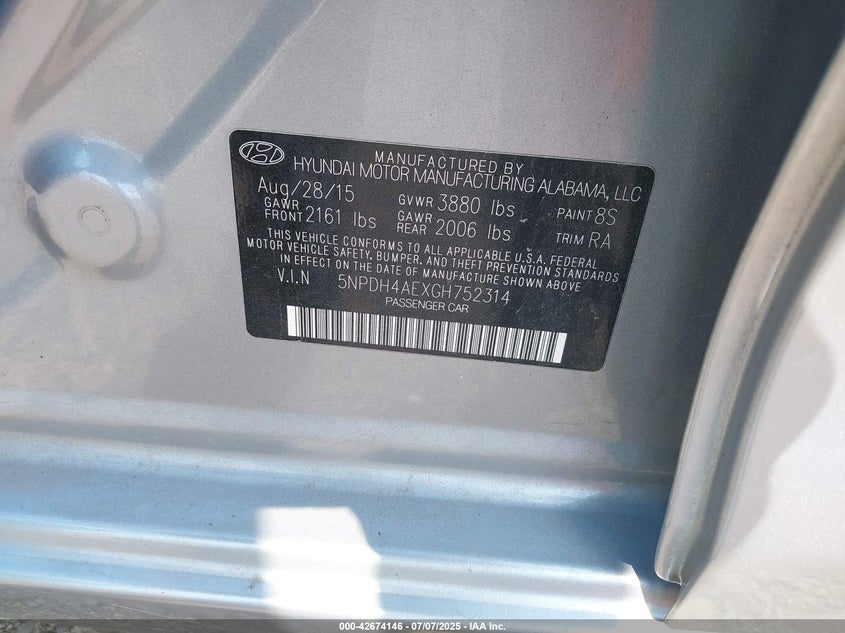 MANUFACTURED BY
HYUNDAI MOTOR MANUFACTURING ALABAMA, LLC
Aug/28/15 GVWR 3880 lbs PAINT 8S
GAWR FRONT 2161 lbs GAWR REAR 2006 lbs TRIM RA
THIS VEHICLE CONFORMS TO ALL APPLICABLE U.S.A. FEDERAL
MOTOR VEHICLE SAFETY, BUMPER, AND THEFT PREVENTION STANDARDS
IN EFFECT ON THE DATE OF MANUFACTURE SHOWN ABOVE
V.I.N 5NPDH4AEXGH752314
PASSENGER CAR
000-42674146 - 07/07/2025 - IAA Inc.